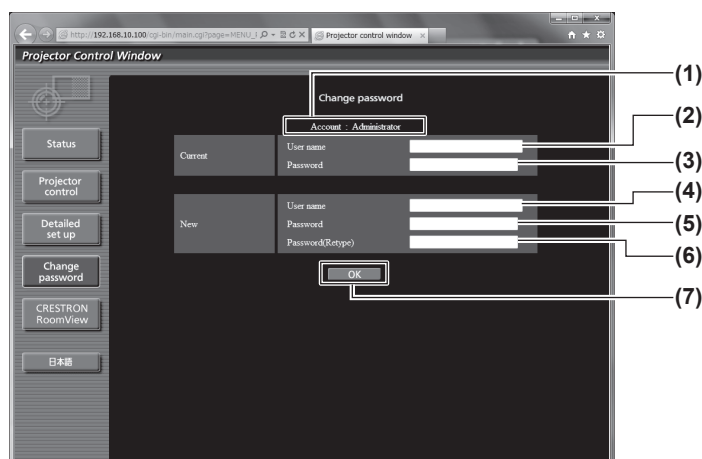 http://192.168.10.100/cgi-bin/main.cgi?page=MENU_
Projector control window
Projector Control Window
Change password
(1)
Account : Administrator
(2)
Status
Current
User name
Password
(3)
Projector
control
(4)
New
User name
Password
(5)
Password(Retype)
(6)
Detailed
set up
Change
password
OK
(7)
CRESTRON
RoomView
日本語